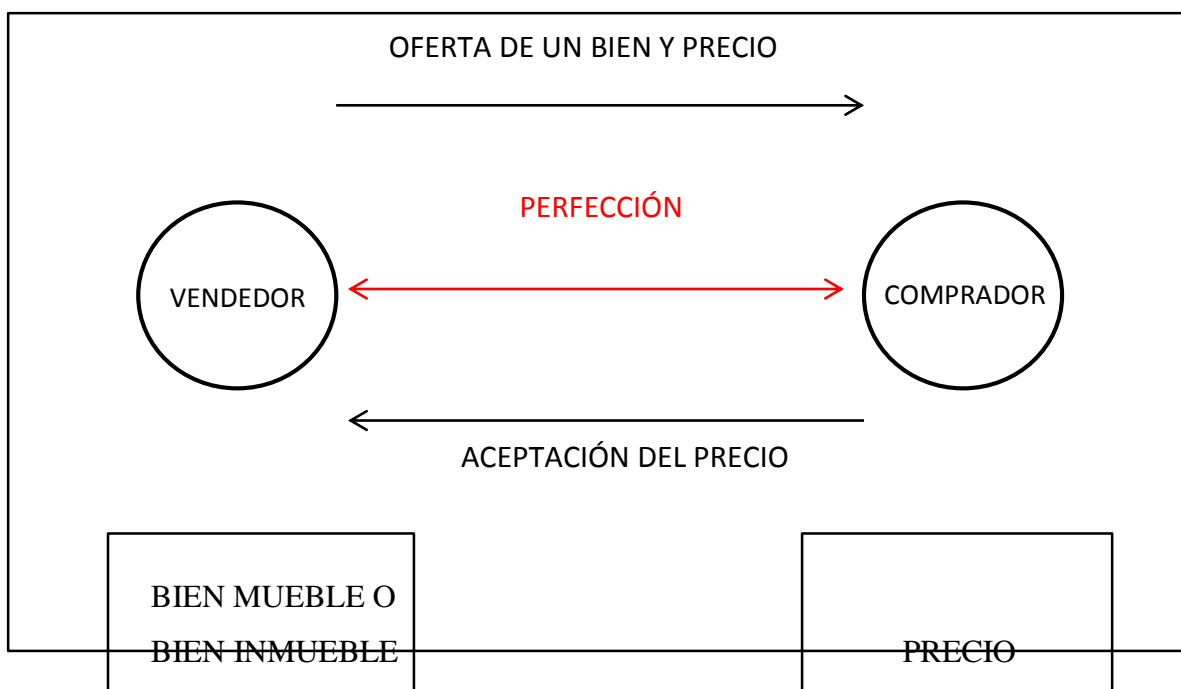 OFERTA DE UN BIEN Y PRECIO
PERFECCIÓN
VENDEDOR
COMPRADOR
ACEPTACIÓN DEL PRECIO
BIEN MUEBLE O
BIEN INMUEBLE
PRECIO